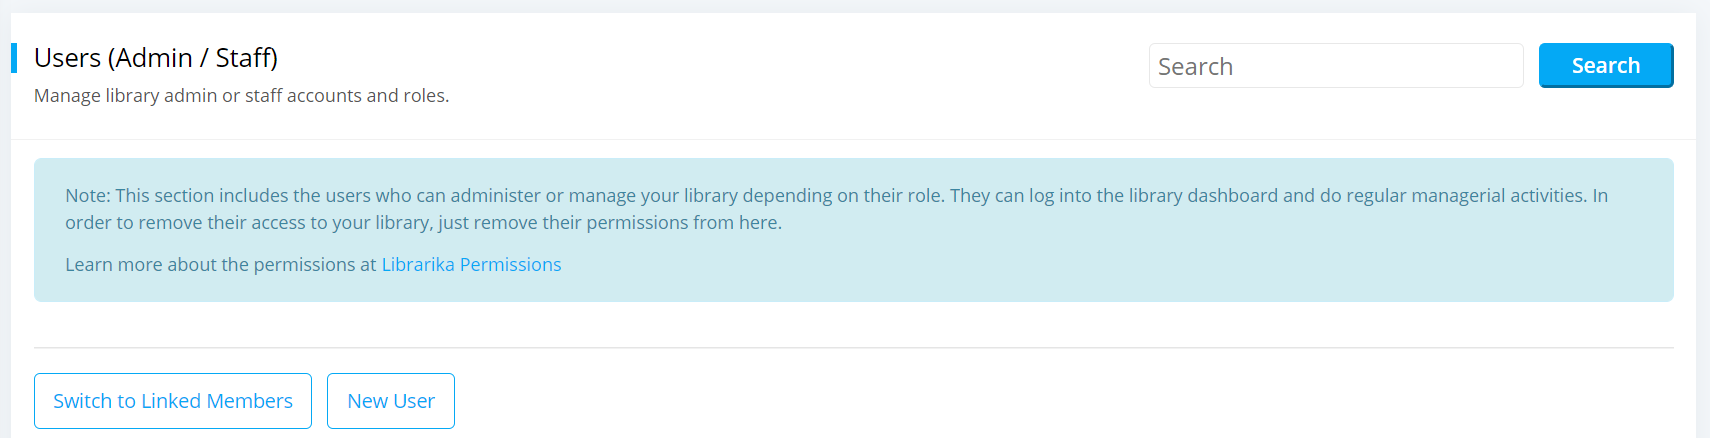 Users (Admin / Staff)
Manage library admin or staff accounts and roles.
Search
Search
Note: This section includes the users who can administer or manage your library depending on their role. They can log into the library dashboard and do regular managerial activities. In
order to remove their access to your library, just remove their permissions from here.
Learn more about the permissions at Librarika Permissions
Switch to Linked Members
New User